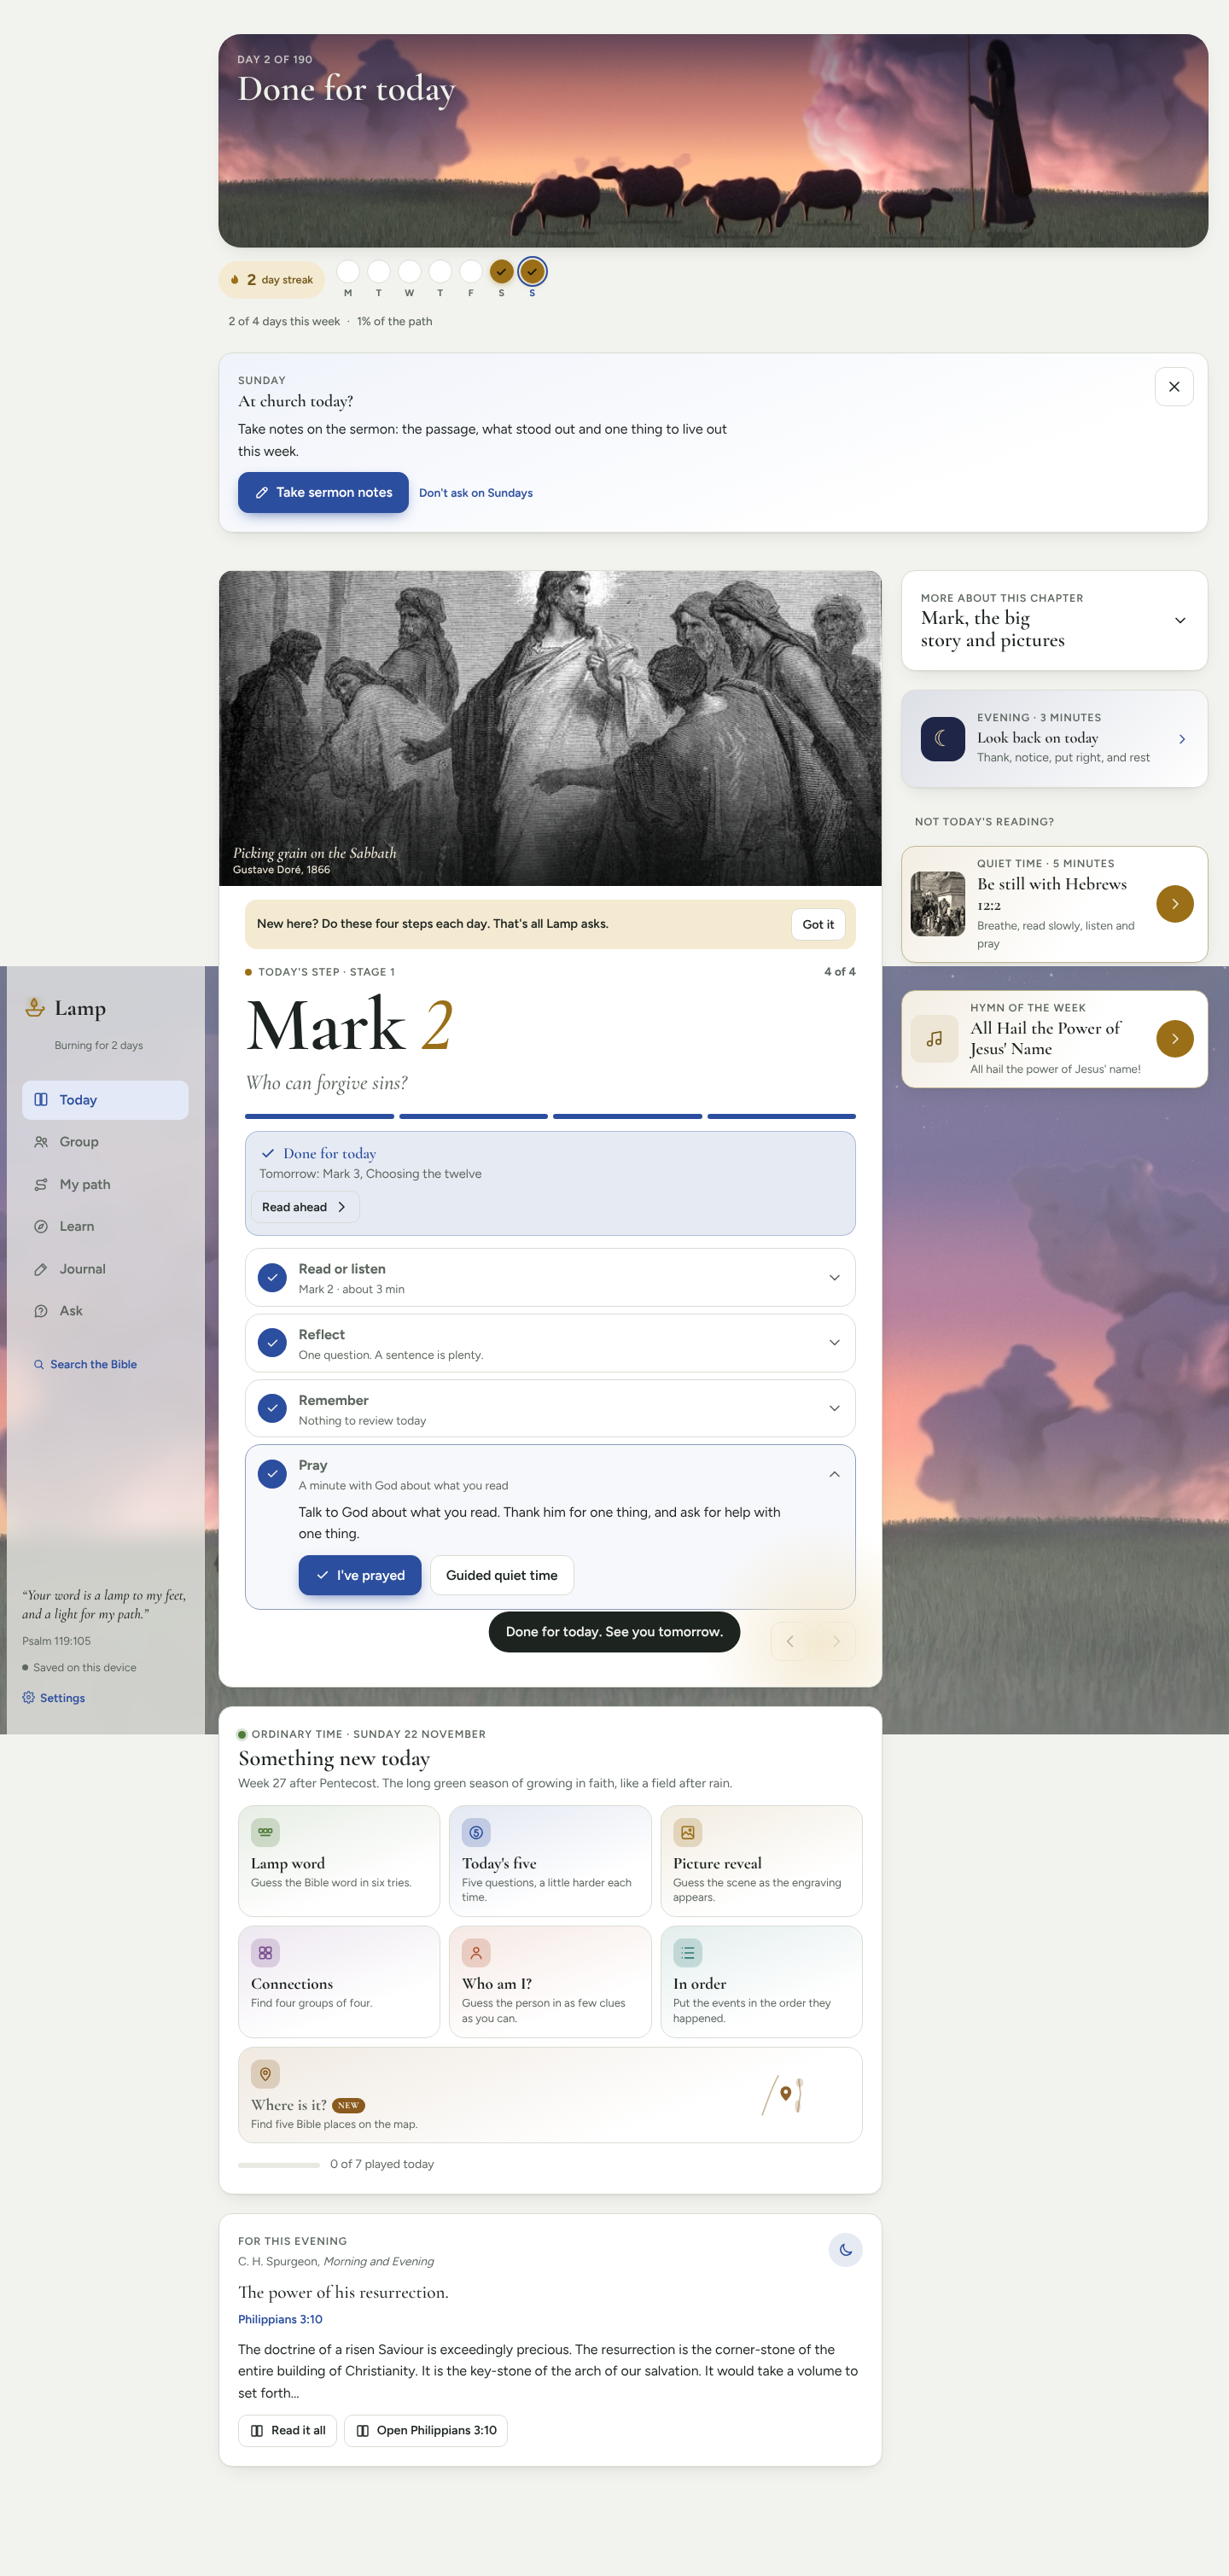 DAY 2 OF 190
Done for today
2 day streak
M T W T F S S
2 of 4 days this week · 1% of the path
SUNDAY
At church today?
Take notes on the sermon: the passage, what stood out and one thing to live out
this week.
Take sermon notes
Don't ask on Sundays
Picking grain on the Sabbath
Gustave Doré, 1866
New here? Do these four steps each day. That's all Lamp asks.
Got it
TODAY'S STEP · STAGE 1
4 of 4
Mark 2
Who can forgive sins?
Done for today
Tomorrow: Mark 3, Choosing the twelve
Read ahead
Read or listen
Mark 2 · about 3 min
Reflect
One question. A sentence is plenty.
Remember
Nothing to review today
Pray
A minute with God about what you read
Talk to God about what you read. Thank him for one thing, and ask for help with
one thing.
I've prayed
Guided quiet time
Done for today. See you tomorrow.
MORE ABOUT THIS CHAPTER
Mark, the big
story and pictures
EVENING · 3 MINUTES
Look back on today
Thank, notice, put right, and rest
NOT TODAY'S READING?
QUIET TIME · 5 MINUTES
Be still with Hebrews
12:2
Breathe, read slowly, listen and
pray
HYMN OF THE WEEK
All Hail the Power of
Jesus' Name
All hail the power of Jesus' name!
Lamp
Burning for 2 days
Today
Group
My path
Learn
Journal
Ask
Search the Bible
“Your word is a lamp to my feet,
and a light for my path.”
Psalm 119:105
Saved on this device
Settings
ORDINARY TIME · SUNDAY 22 NOVEMBER
Something new today
Week 27 after Pentecost. The long green season of growing in faith, like a field after rain.
Lamp word
Guess the Bible word in six tries.
Today's five
Five questions, a little harder each
time.
Picture reveal
Guess the scene as the engraving
appears.
Connections
Find four groups of four.
Who am I?
Guess the person in as few clues
as you can.
In order
Put the events in the order they
happened.
Where is it? NEW
Find five Bible places on the map.
0 of 7 played today
FOR THIS EVENING
C. H. Spurgeon, Morning and Evening
The power of his resurrection.
Philippians 3:10
The doctrine of a risen Saviour is exceedingly precious. The resurrection is the corner-stone of the
entire building of Christianity. It is the key-stone of the arch of our salvation. It would take a volume to
set forth…
Read it all
Open Philippians 3:10